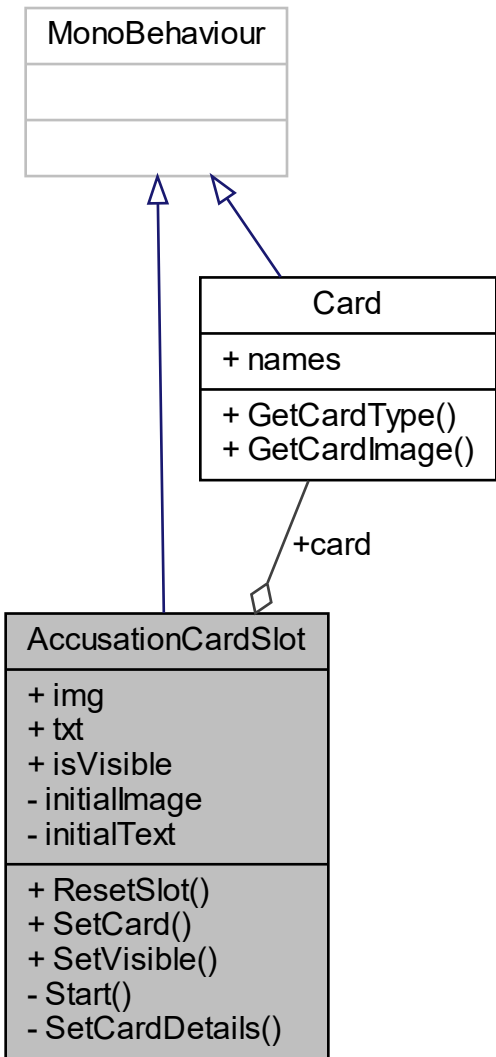 MonoBehaviour
Card
+ names
+ GetCardType()
+ GetCardImage()
+card
AccusationCardSlot
+ img
+ txt
+ isVisible
- initialImage
- initialText
+ ResetSlot()
+ SetCard()
+ SetVisible()
- Start()
- SetCardDetails()